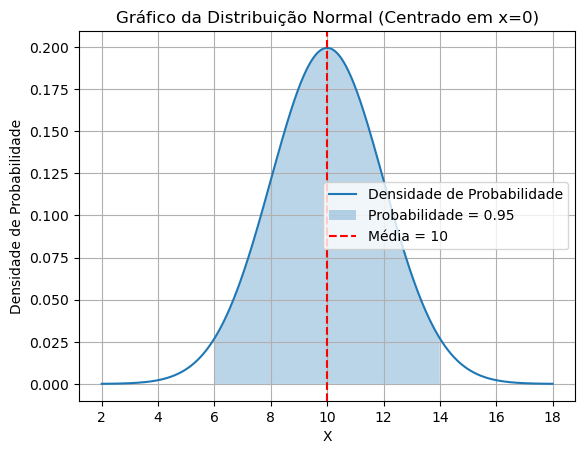 Gráfico da Distribuição Normal (Centrado em x=0)
0.200
0.175
0.150
0.125
0.100
0.075
0.050
0.025
0.000
Densidade de Probabilidade
Densidade de Probabilidade
Probabilidade = 0.95
Média = 10
2 4 6 8 10 12 14 16 18
X